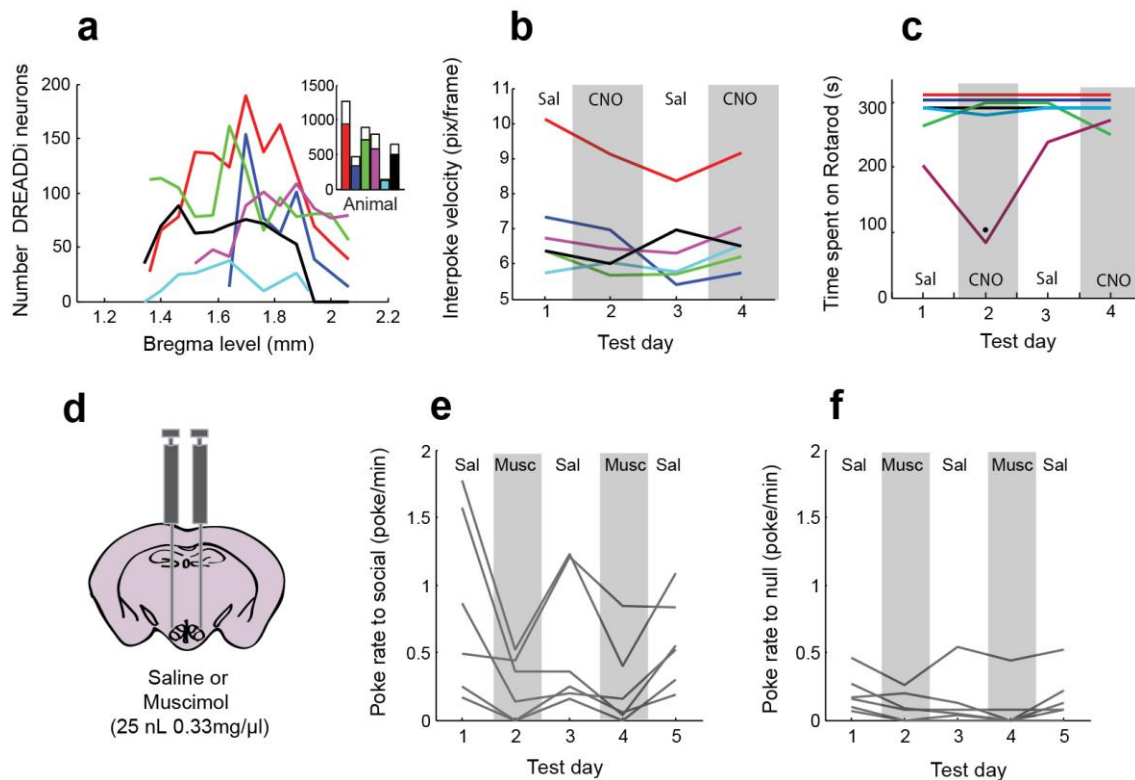 a
Number DREADDi neurons
200
150
100
50
0
1.2 1.4 1.6 1.8 2 2.2
Bregma level (mm)
1500
1000
500
0
Animal
b
Interpoke velocity (pix/frame)
11
10
9
8
7
6
5
Sal CNO Sal CNO
1 2 3 4
Test day
c
Time spent on Rotarod (s)
300
200
100
0
Sal CNO Sal CNO
1 2 3 4
Test day
d
Saline or
Muscimol
(25 nL 0.33mg/µl)
e
Poke rate to social (poke/min)
2
1.5
1
0.5
0
Sal Musc Sal Musc Sal
1 2 3 4 5
Test day
f
Poke rate to null (poke/min)
2
1.5
1
0.5
0
Sal Musc Sal Musc Sal
1 2 3 4 5
Test day